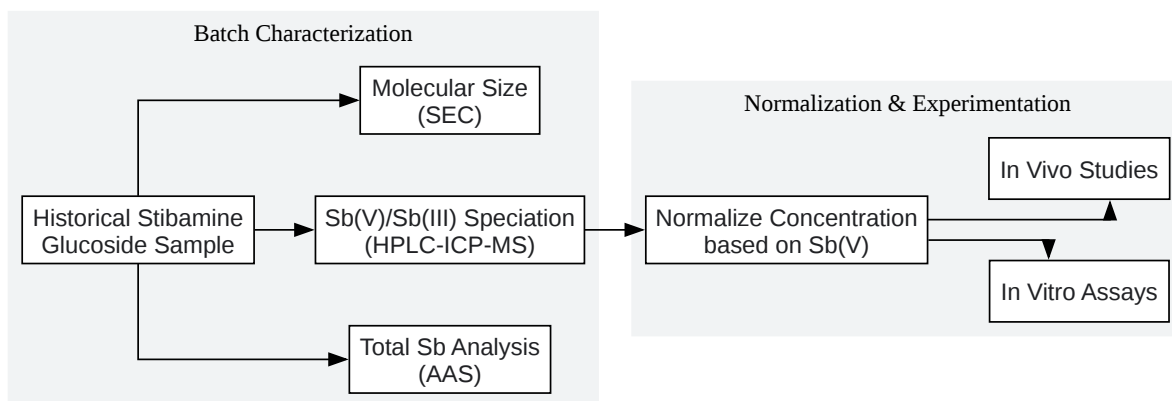 Batch Characterization
Molecular Size
(SEC)
Historical Stibamine
Glucoside Sample
Sb(V)/Sb(III) Speciation
(HPLC-ICP-MS)
Total Sb Analysis
(AAS)
Normalization & Experimentation
Normalize Concentration
based on Sb(V)
In Vivo Studies
In Vitro Assays